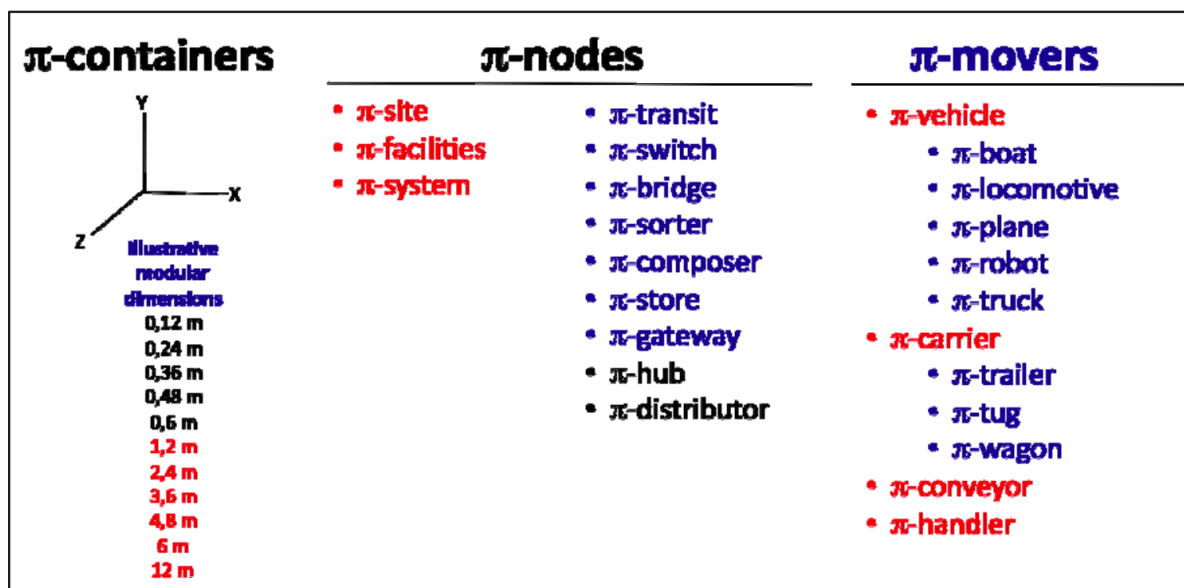 π-containers
Y
X
Z
Illustrative
modular
dimensions
0,12 m
0,24 m
0,36 m
0,48 m
0,6 m
1,2 m
2,4 m
3,6 m
4,8 m
6 m
12 m
π-nodes
• π-site
• π-facilities
• π-system
• π-transit
• π-switch
• π-bridge
• π-sorter
• π-composer
• π-store
• π-gateway
• π-hub
• π-distributor
π-movers
• π-vehicle
• π-boat
• π-locomotive
• π-plane
• π-robot
• π-truck
• π-carrier
• π-trailer
• π-tug
• π-wagon
• π-conveyor
• π-handler